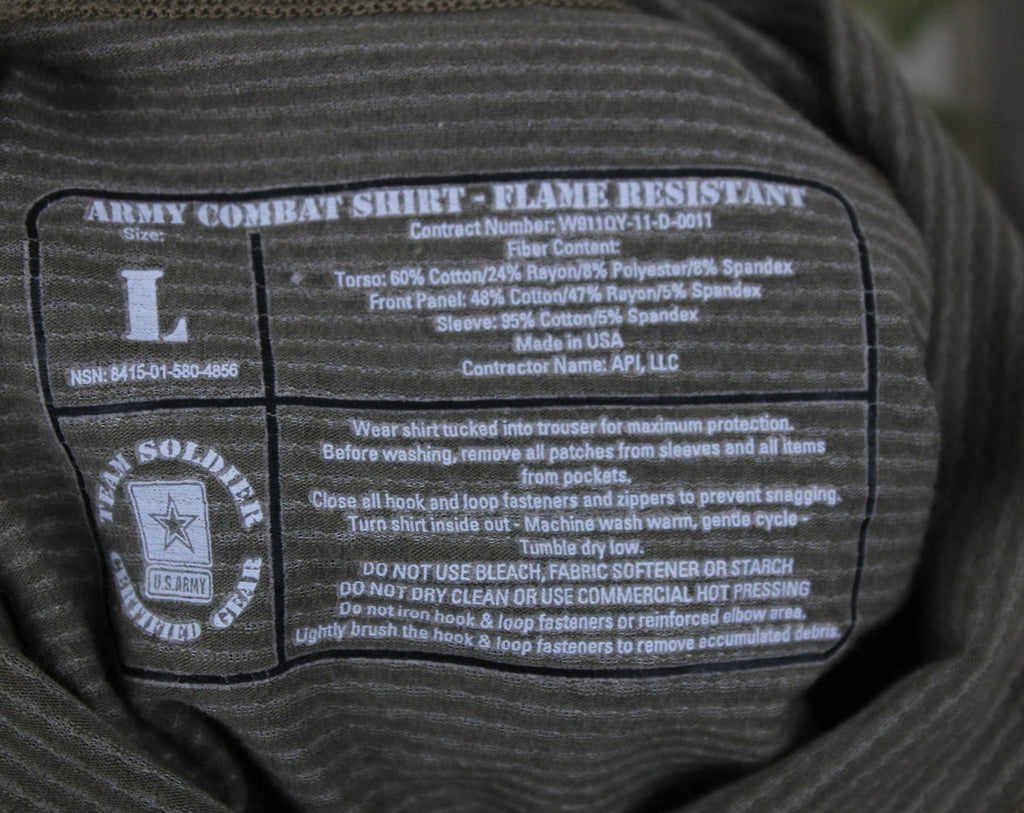 ARMY COMBAT SHIRT - FLAME RESISTANT
Size:
L
NSN: 8415-01-580-4856
Contract Number: W911QY-11-D-0011
Fiber Content:
Torso: 60% Cotton/24% Rayon/8% Polyester/8% Spandex
Front Panel: 48% Cotton/47% Rayon/5% Spandex
Sleeve: 95% Cotton/5% Spandex
Made in USA
Contractor Name: API, LLC
TEAM SOLDIER
U.S.ARMY
CERTIFIED GEAR
Wear shirt tucked into trouser for maximum protection.
Before washing, remove all patches from sleeves and all items
from pockets.
Close all hook and loop fasteners and zippers to prevent snagging.
Turn shirt inside out - Machine wash warm, gentle cycle -
Tumble dry low.
DO NOT USE BLEACH, FABRIC SOFTENER OR STARCH
DO NOT DRY CLEAN OR USE COMMERCIAL HOT PRESSING
Do not iron hook & loop fasteners or reinforced elbow area.
Lightly brush the hook & loop fasteners to remove accumulated debris.